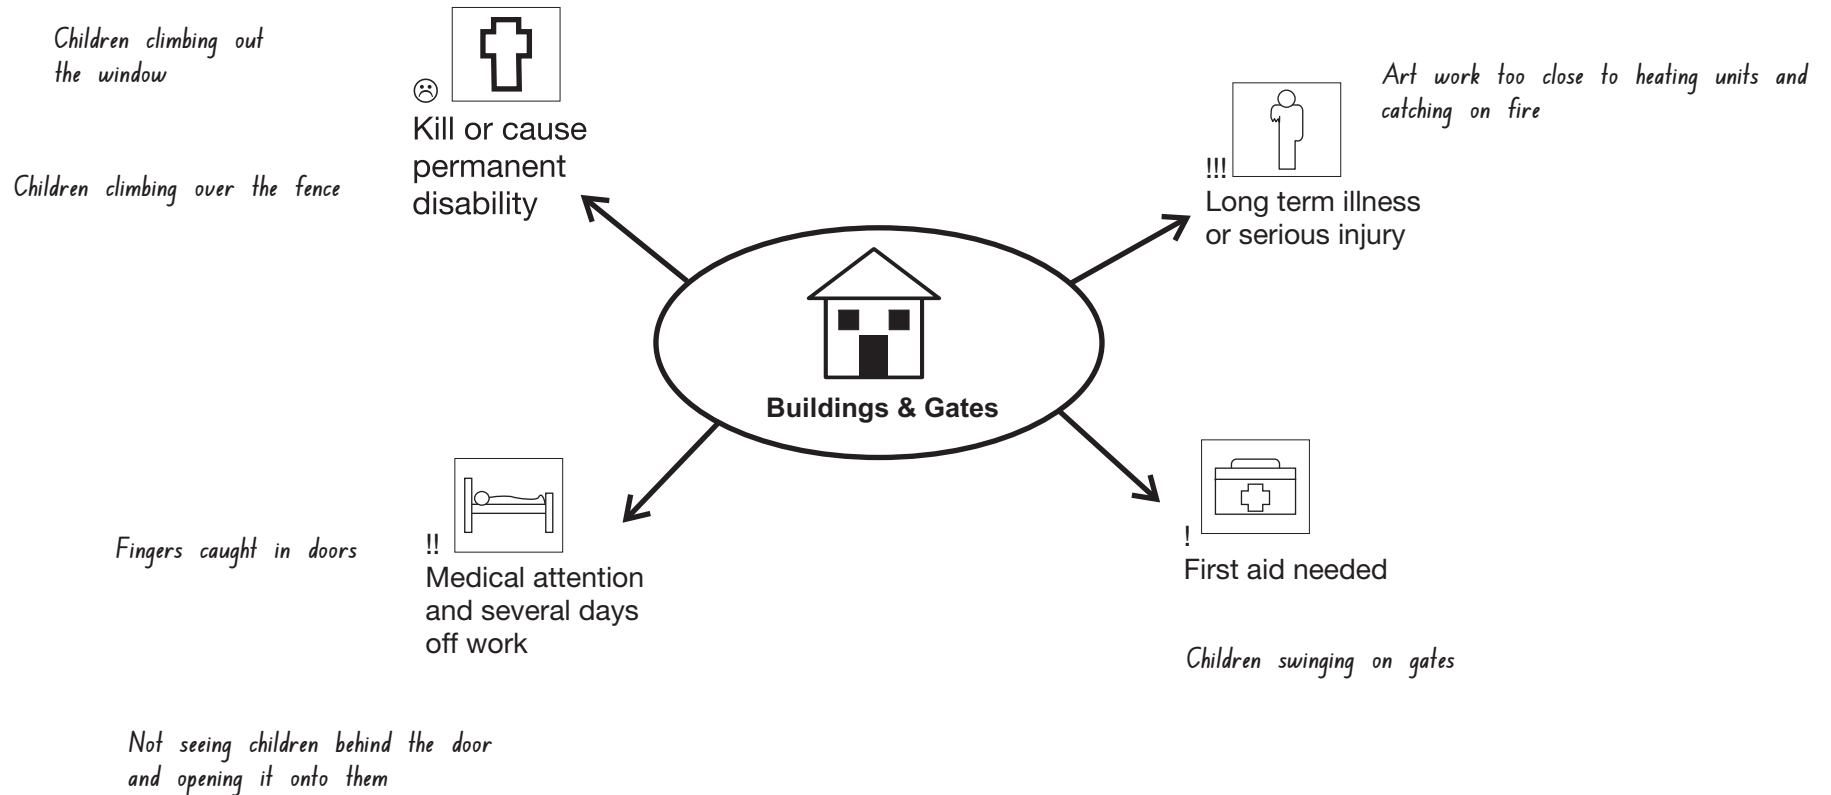 Children climbing out
the window
Kill or cause
permanent
disability
Children climbing over the fence
Art work too close to heating units and
catching on fire
!!!
Long term illness
or serious injury
Buildings & Gates
Fingers caught in doors
!!
Medical attention
and several days
off work
Not seeing children behind the door
and opening it onto them
!
First aid needed
Children swinging on gates